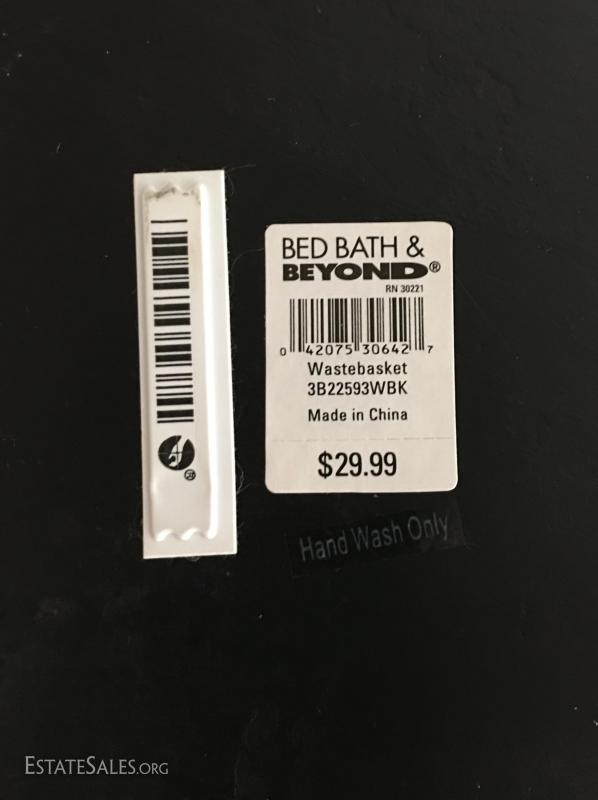 BED BATH &
BEYOND®
RN 30221
0 42075 30642 7
Wastebasket
3B22593WBK
Made in China
$29.99
®
Hand Wash Only
ESTATESALES.ORG